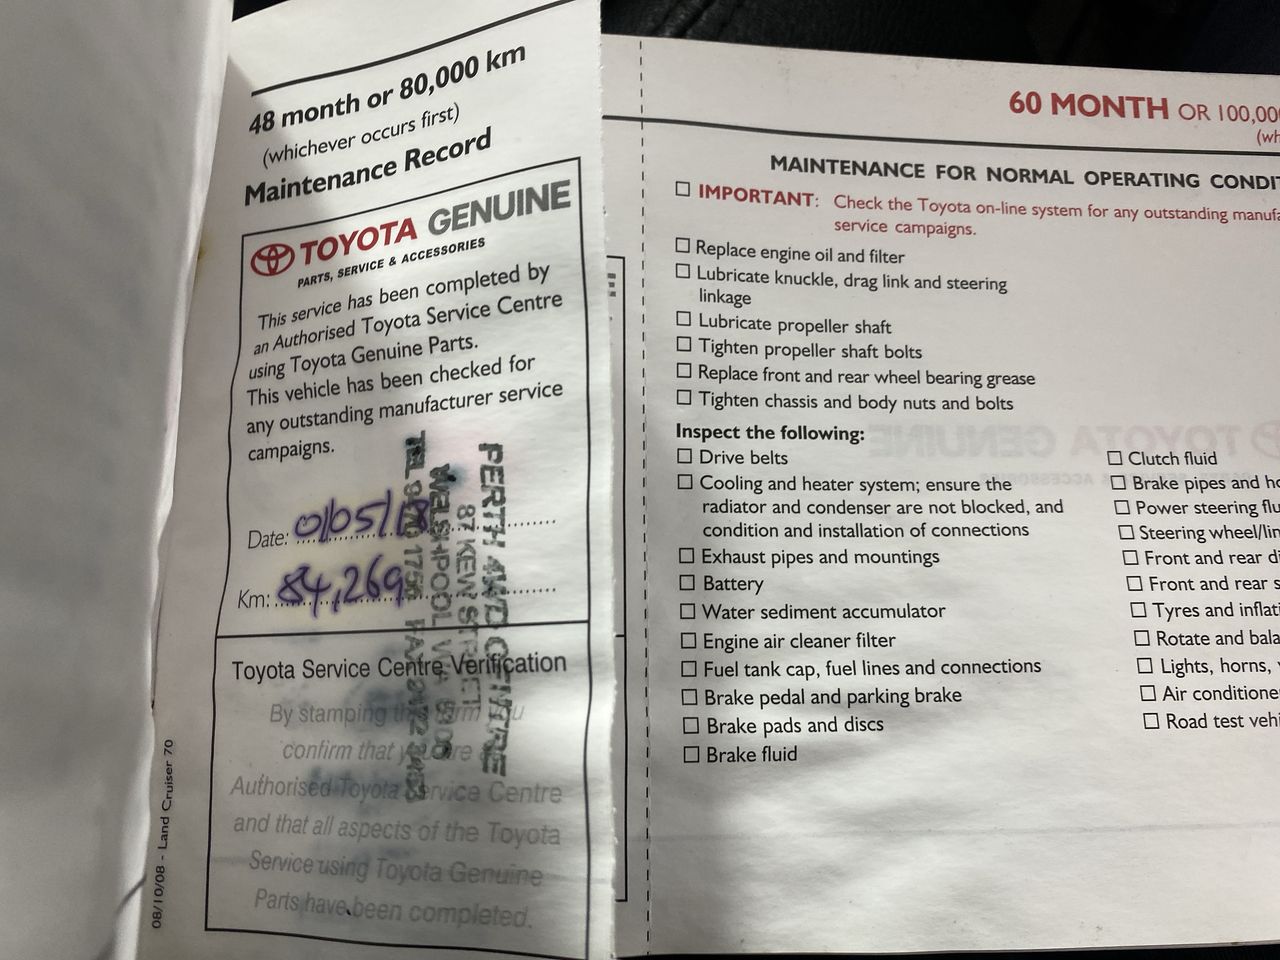 48 month or 80,000 km
(whichever occurs first)
Maintenance Record
TOYOTA GENUINE
PARTS, SERVICE & ACCESSORIES
This service has been completed by
an Authorised Toyota Service Centre
using Toyota Genuine Parts.
This vehicle has been checked for
any outstanding manufacturer service
campaigns.
Date: 01/05/18
Km: 84,269
PERTH 4WD CENTRE
87 KEW STREET
WALSHPOOL W.A. 6106
TEL
Toyota Service Centre Verification
By stamping this form you
confirm that you are
Authorised Toyota Service Centre
and that all aspects of the Toyota
Service using Toyota Genuine
Parts have been completed.
08/10/08 - Land Cruiser 70
60 MONTH OR 100,00
(wh
MAINTENANCE FOR NORMAL OPERATING CONDIT
☐ IMPORTANT: Check the Toyota on-line system for any outstanding manufa
service campaigns.
☐ Replace engine oil and filter
☐ Lubricate knuckle, drag link and steering
linkage
☐ Lubricate propeller shaft
☐ Tighten propeller shaft bolts
☐ Replace front and rear wheel bearing grease
☐ Tighten chassis and body nuts and bolts
Inspect the following:
☐ Drive belts
☐ Cooling and heater system; ensure the
radiator and condenser are not blocked, and
condition and installation of connections
☐ Exhaust pipes and mountings
☐ Battery
☐ Water sediment accumulator
☐ Engine air cleaner filter
☐ Fuel tank cap, fuel lines and connections
☐ Brake pedal and parking brake
☐ Brake pads and discs
☐ Brake fluid
☐ Clutch fluid
☐ Brake pipes and ho
☐ Power steering flu
☐ Steering wheel/lin
☐ Front and rear di
☐ Front and rear s
☐ Tyres and inflati
☐ Rotate and bala
☐ Lights, horns,
☐ Air conditione
☐ Road test vehi